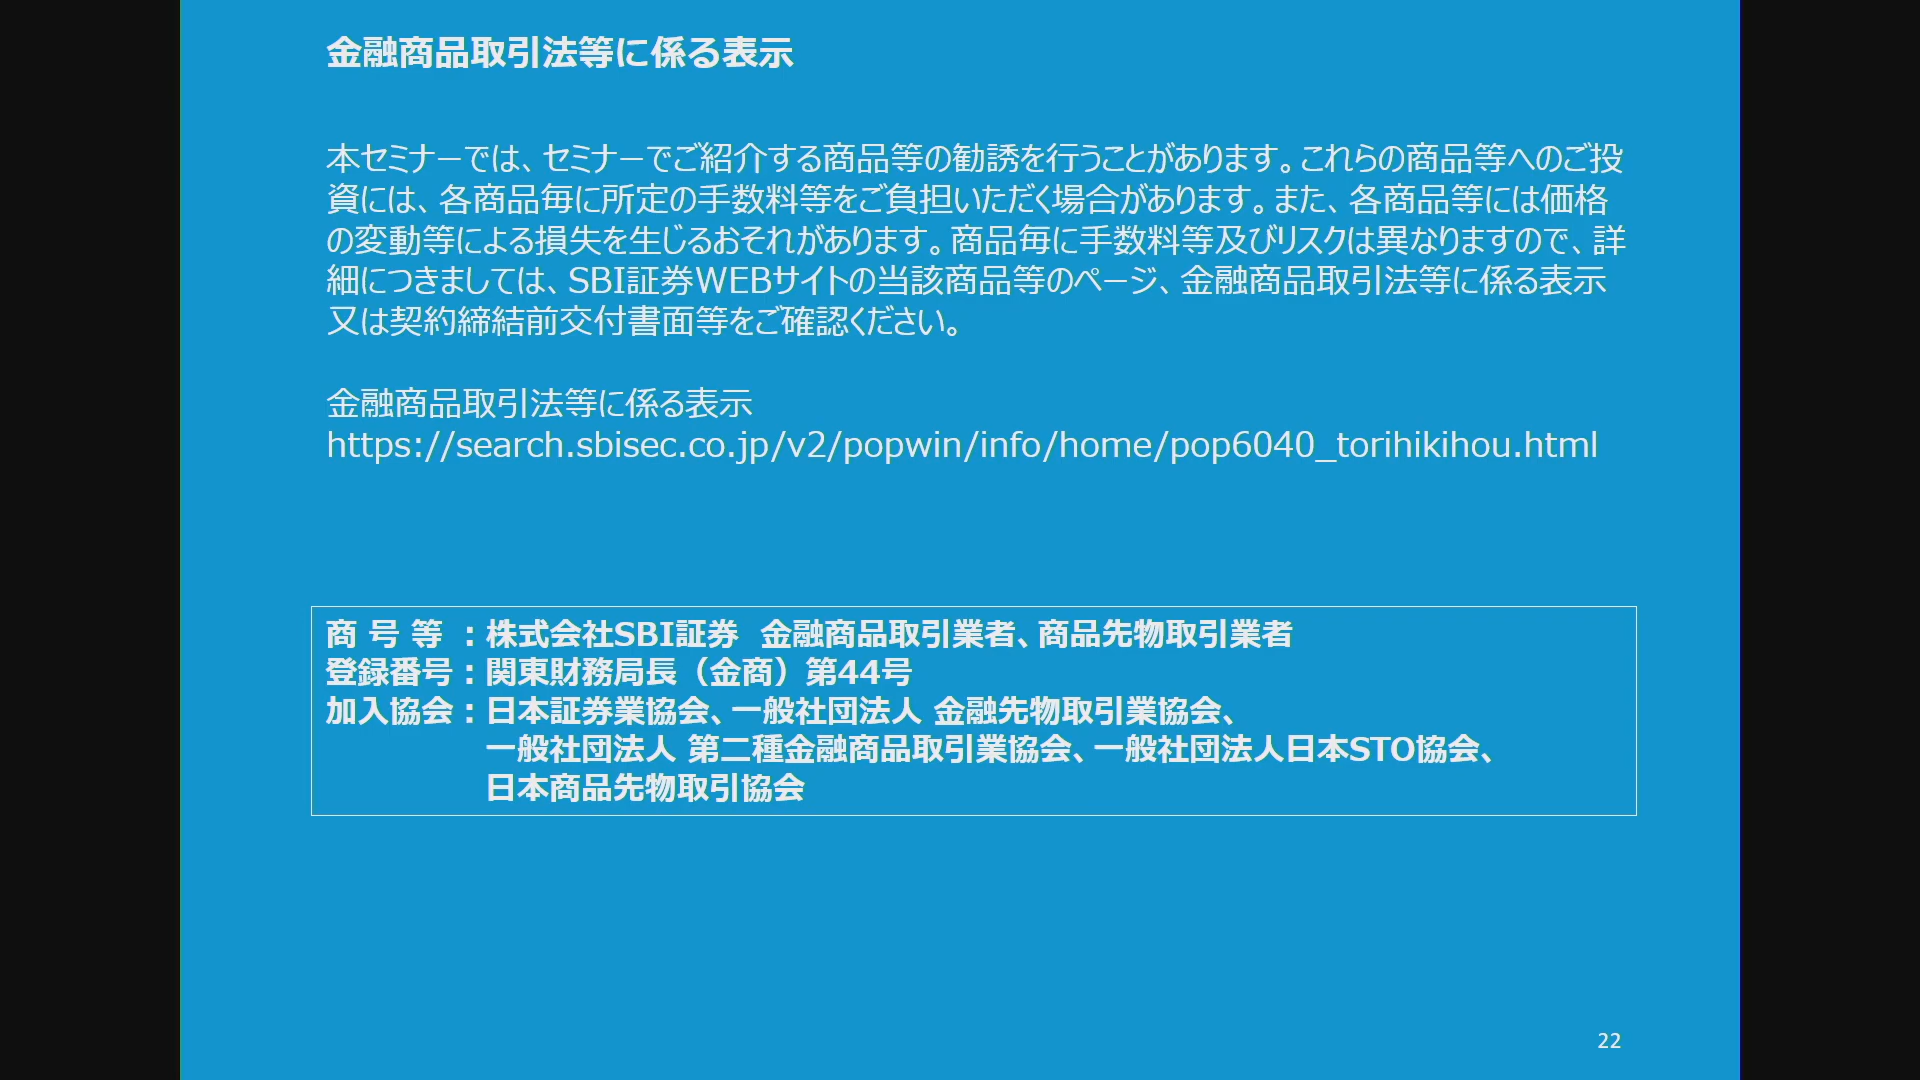 金融商品取引法等に係る表示
本セミナーでは、セミナーでご紹介する商品等の勧誘を行うことがあります。これらの商品等へのご投
資には、各商品毎に所定の手数料等をご負担いただく場合があります。また、各商品等には価格
の変動等による損失を生じるおそれがあります。商品毎に手数料等及びリスクは異なりますので、詳
細につきましては、SBI証券WEBサイトの当該商品等のページ、金融商品取引法等に係る表示
又は契約締結前交付書面等をご確認ください。
金融商品取引法等に係る表示
https://search.sbisec.co.jp/v2/popwin/info/home/pop6040_torihikihou.html
商 号 等 ：株式会社SBI証券 金融商品取引業者、商品先物取引業者
登録番号：関東財務局長（金商）第44号
加入協会：日本証券業協会、一般社団法人 金融先物取引業協会、
一般社団法人 第二種金融商品取引業協会、一般社団法人日本STO協会、
日本商品先物取引協会
22